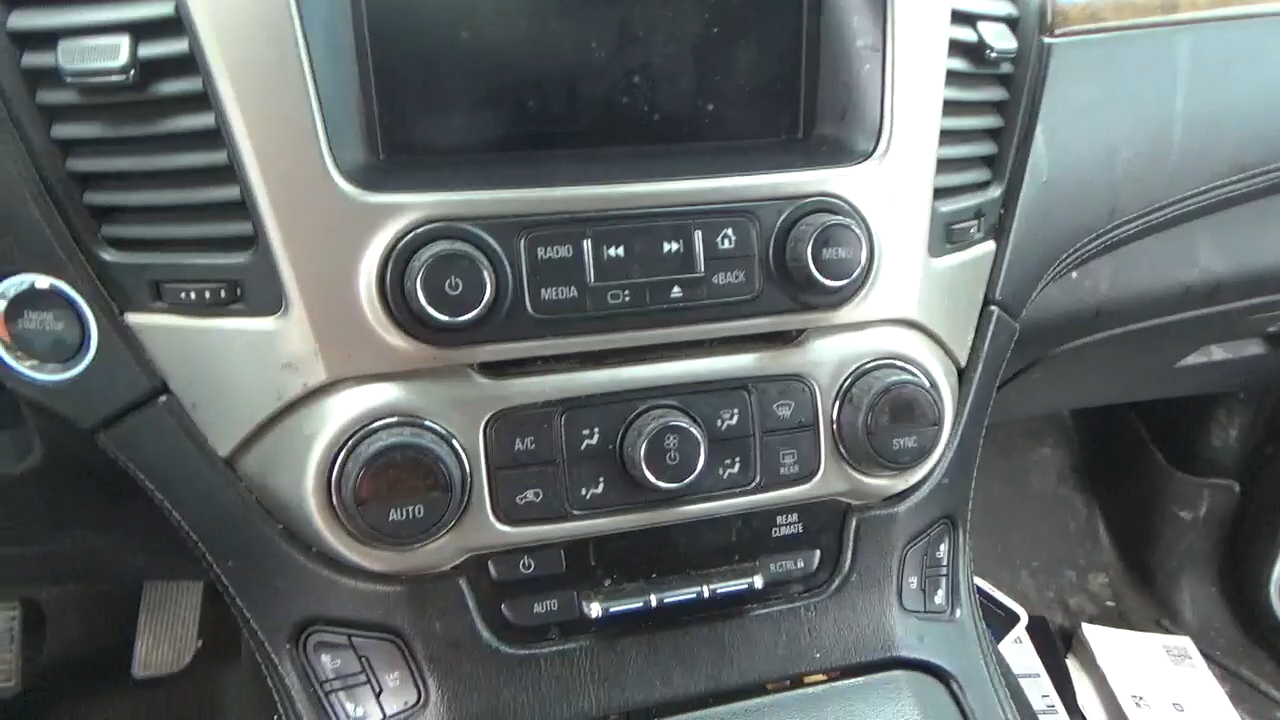 RADIO
MEDIA
BACK
MENU
ENGINE
START/STOP
A/C
AUTO
REAR
SYNC
REAR
CLIMATE
R.CTRL
AUTO